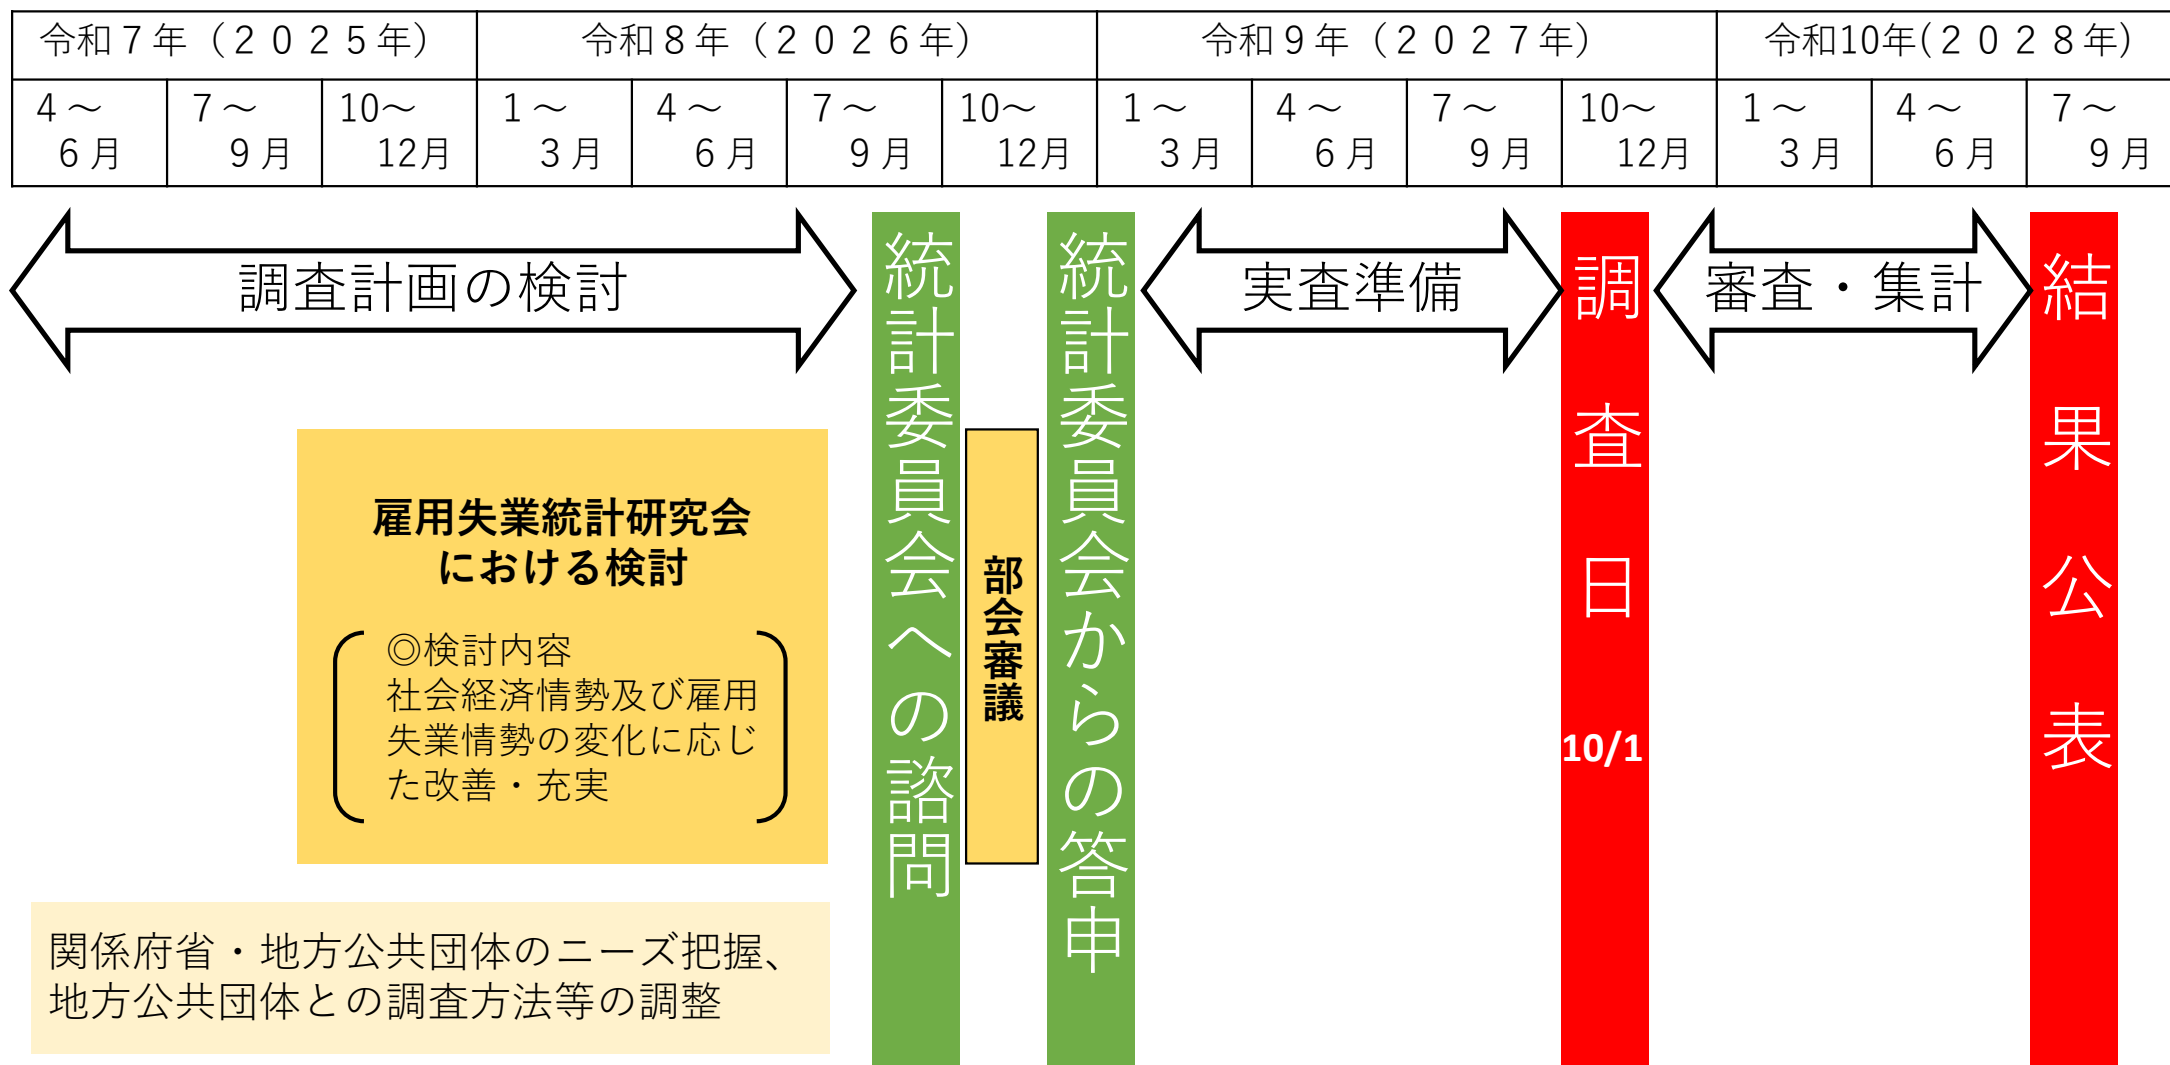 令和７年（２０２５年）
令和８年（２０２６年）
令和９年（２０２７年）
令和10年(２０２８年)
４～
６月
７～
９月
10～
12月
１～
３月
４～
６月
７～
９月
10～
12月
１～
３月
４～
６月
７～
９月
10～
12月
１～
３月
４～
６月
７～
９月
調査計画の検討
統計委員会への諮問
統計委員会からの答申
実査準備
調査日
10/1
審査・集計
結果公表
雇用失業統計研究会
における検討
◎検討内容
社会経済情勢及び雇用
失業情勢の変化に応じ
た改善・充実
部会審議
関係府省・地方公共団体のニーズ把握、
地方公共団体との調査方法等の調整